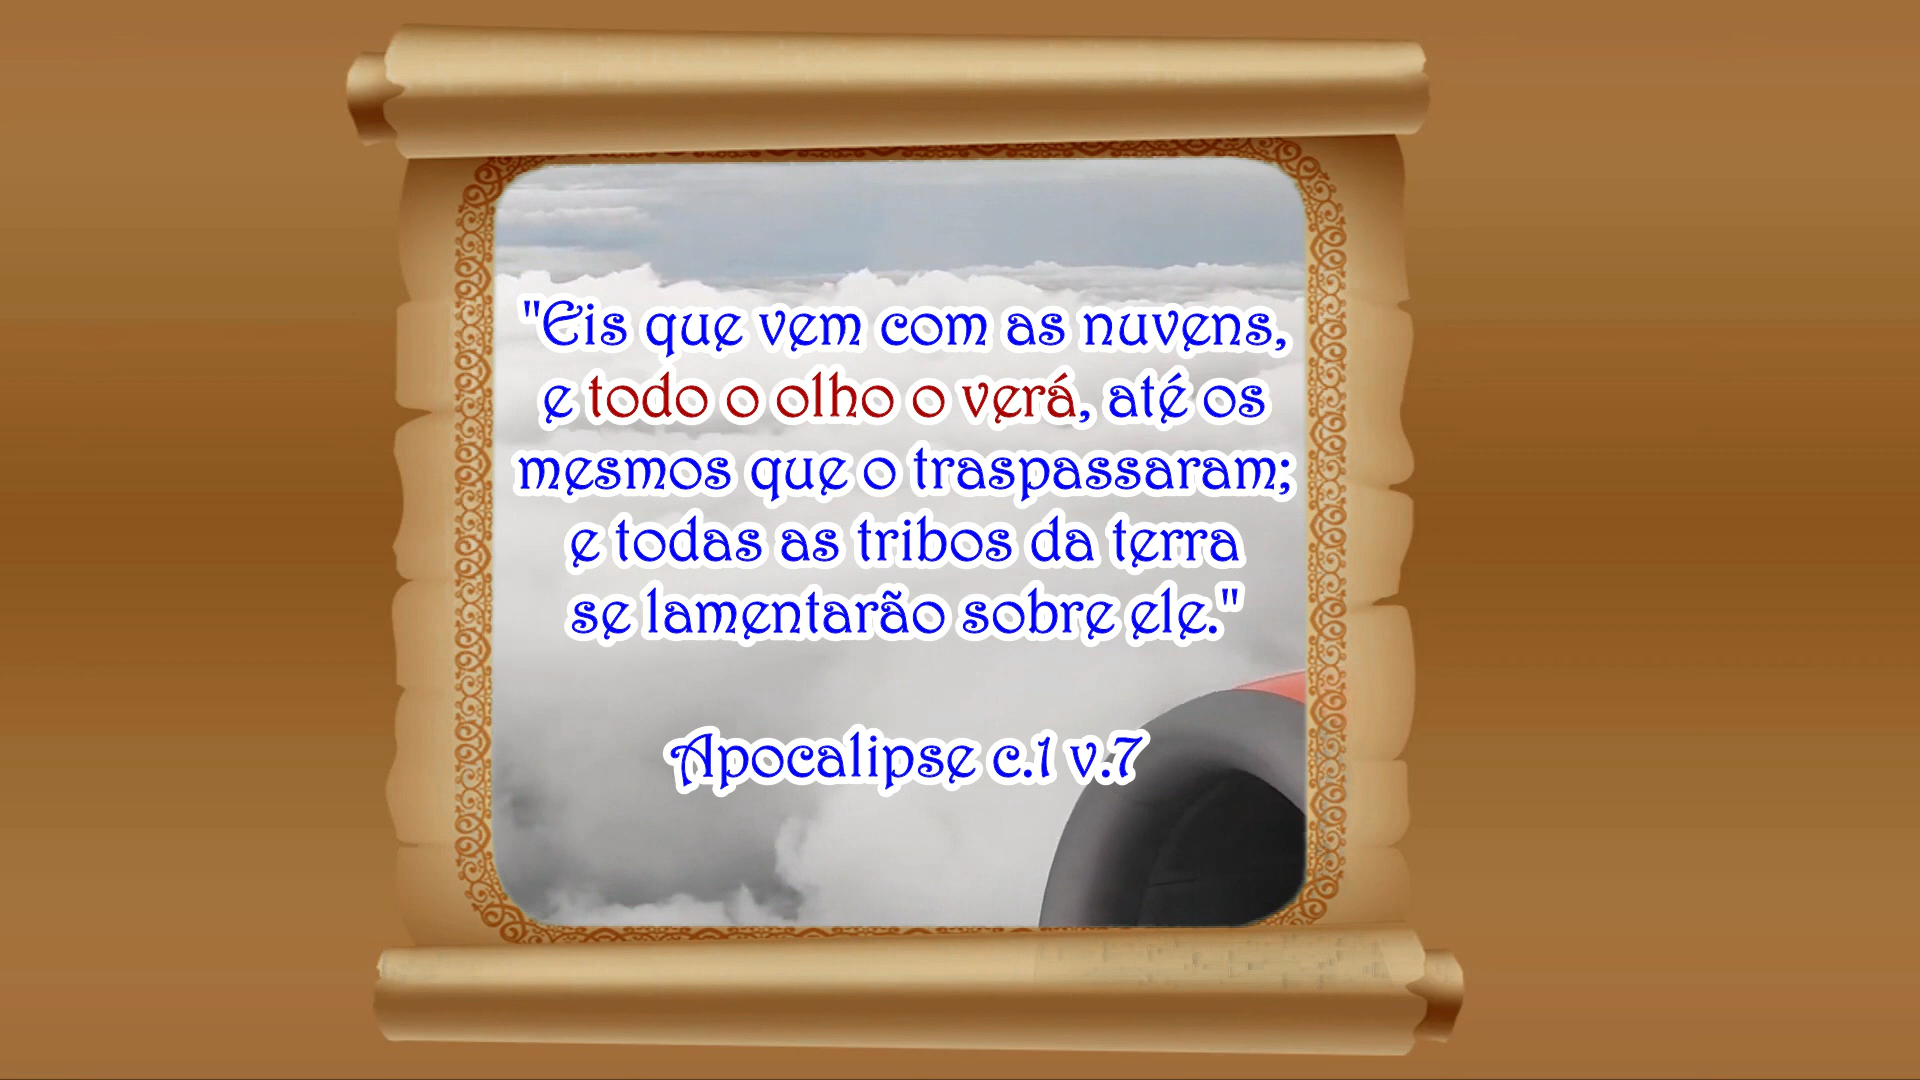 "Eis que vem com as nuvens,
e todo o olho o verá, até os
mesmos que o traspassaram;
e todas as tribos da terra
se lamentarão sobre ele."
Apocalipse c.1 v.7